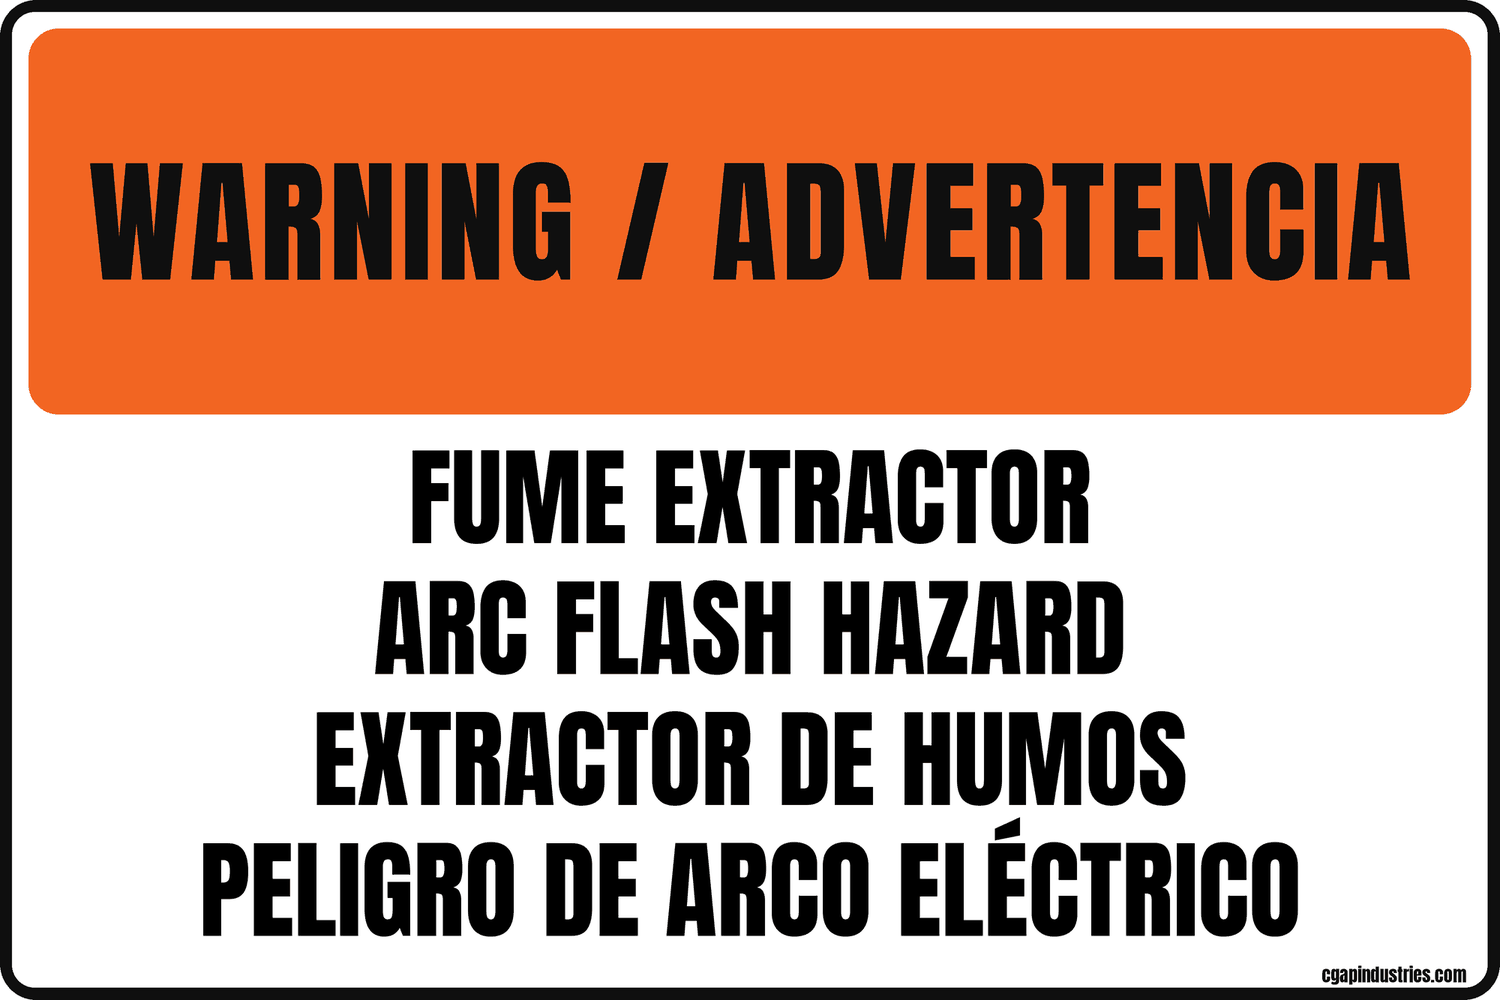 WARNING / ADVERTENCIA
FUME EXTRACTOR
ARC FLASH HAZARD
EXTRACTOR DE HUMOS
PELIGRO DE ARCO ELÉCTRICO
cgapindustries.com